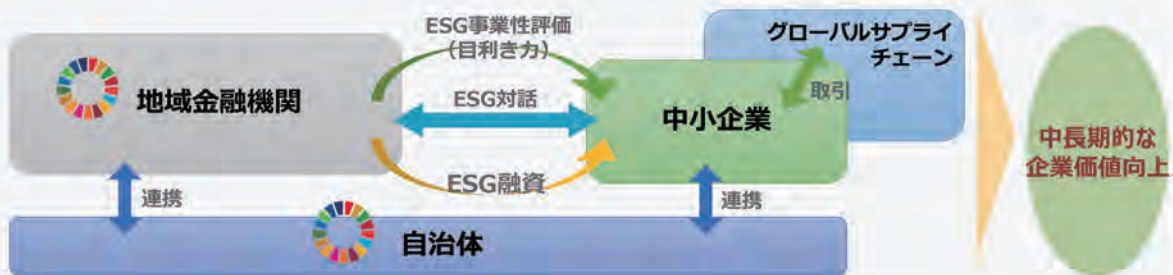 ESG事業性評価
(目利き力)
グローバルサプライ
チェーン
地域金融機関
ESG対話
中小企業
取引
ESG融資
中長期的な
企業価値向上
連携
連携
自治体